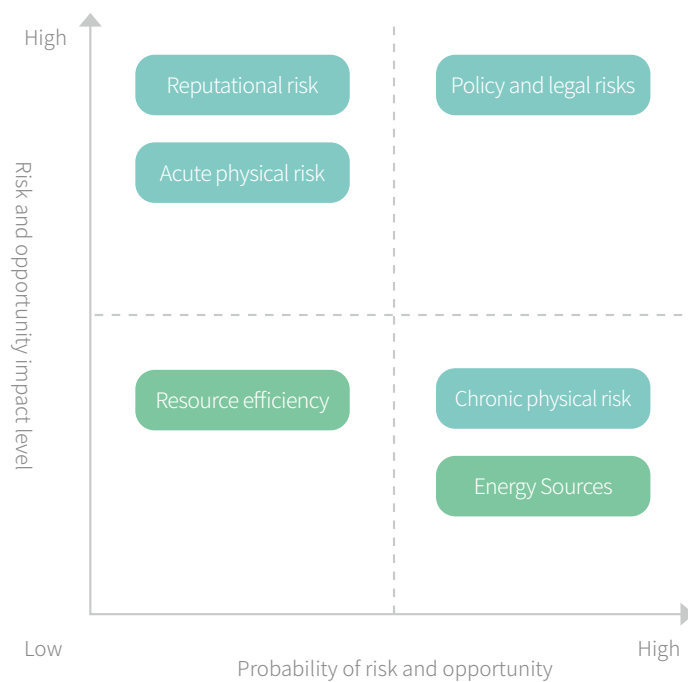 High
Reputational risk
Policy and legal risks
Acute physical risk
Risk and opportunity impact level
Resource efficiency
Chronic physical risk
Energy Sources
Low
High
Probability of risk and opportunity